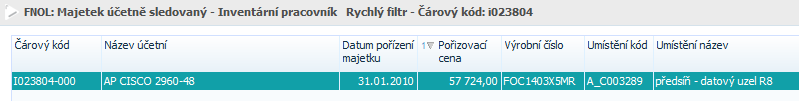 FNOL: Majetek účetně sledovaný - Inventární pracovník   Rychlý filtr - Čárový kód: i023804
Čárový kód   Název účetní   Datum pořízení majetku   1   Pořizovací cena   Výrobní číslo   Umístění kód   Umístění název
I023804-000   AP CISCO 2960-48   31.01.2010   57 724,00   FOC1403X5MR   A_C003289   předsíň - datový uzel R8